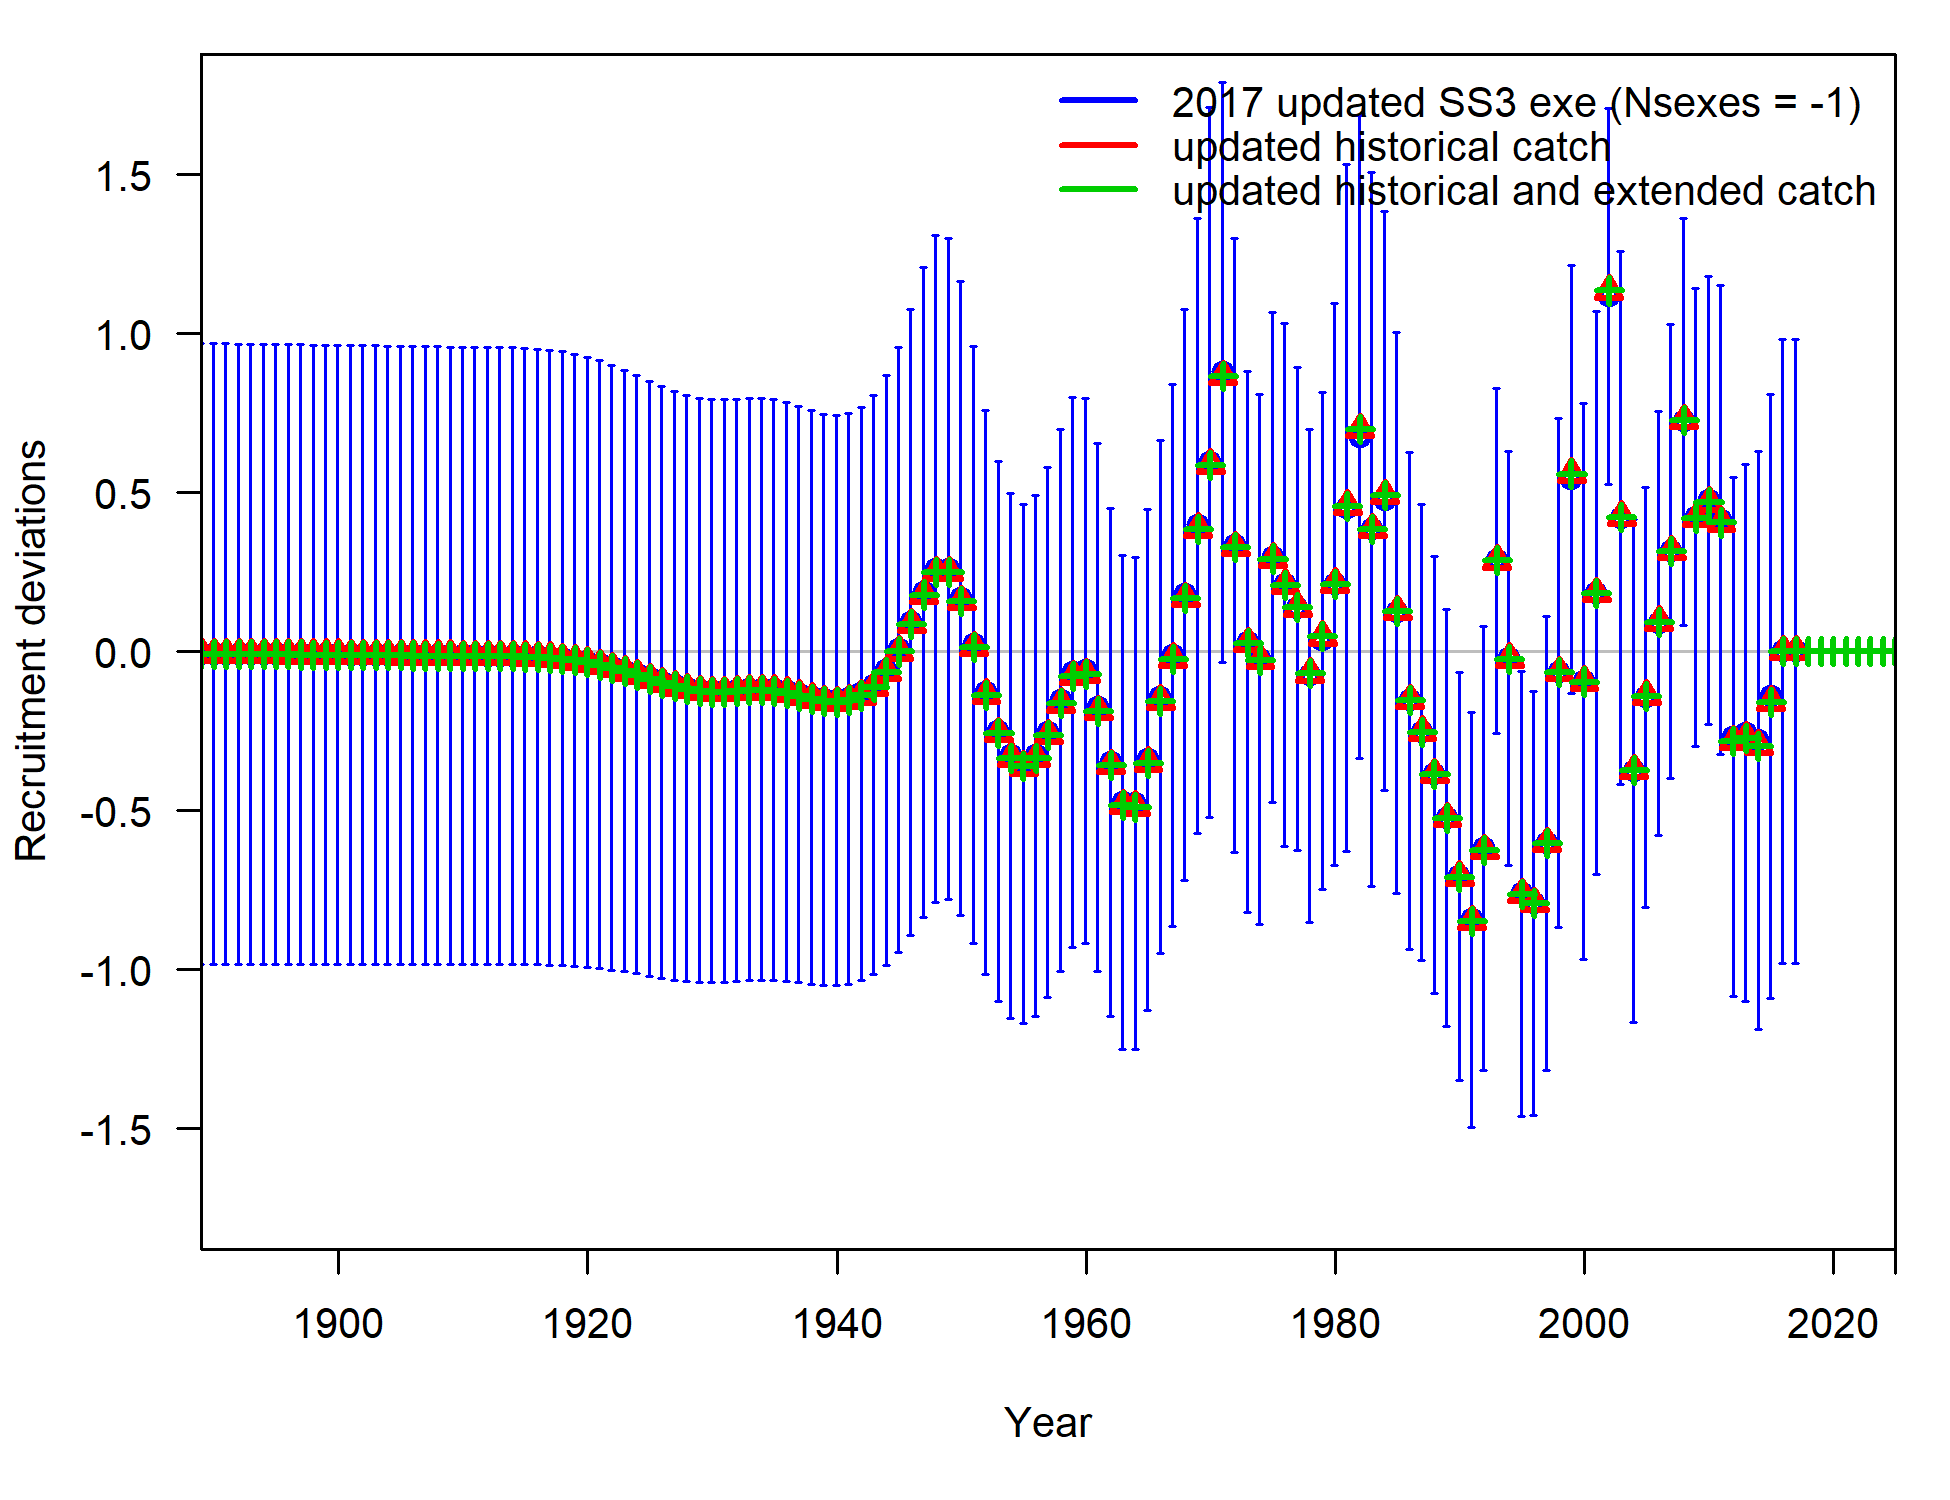 2017 updated SS3 exe (Nsexes = -1)
updated historical catch
updated historical and extended catch
Recruitment deviations
1.5
1.0
0.5
0.0
-0.5
-1.0
-1.5
1900 1920 1940 1960 1980 2000 2020
Year